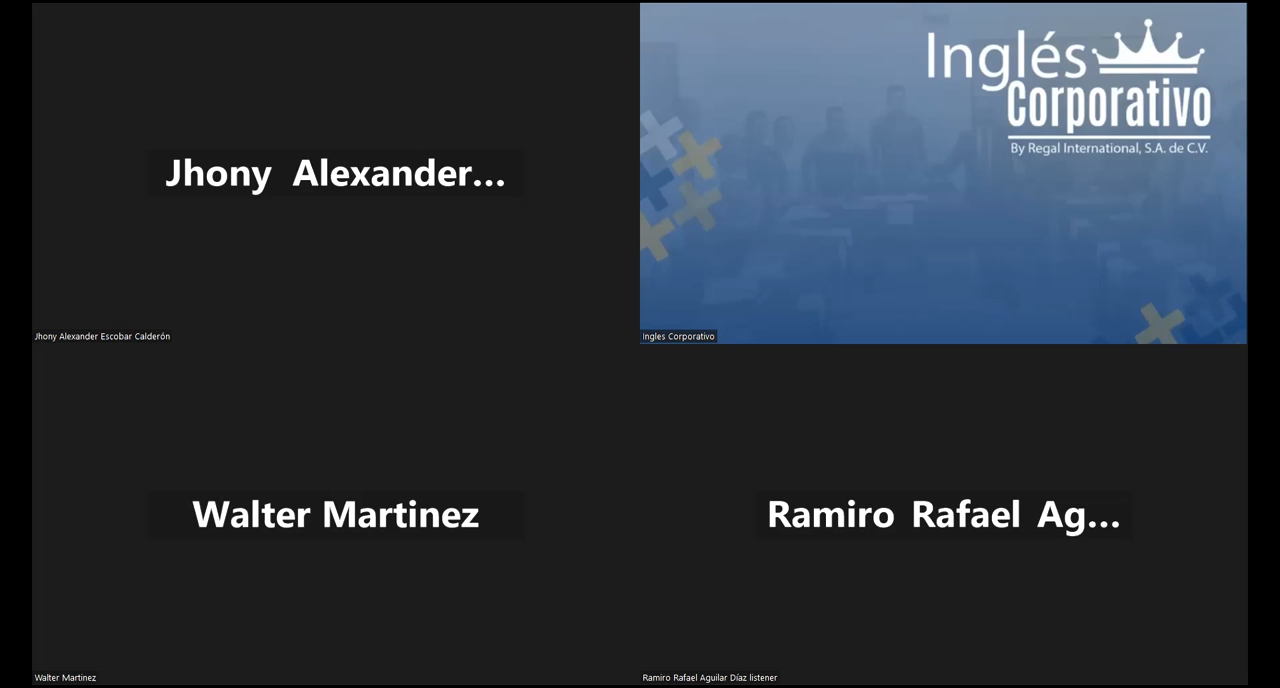 Jhony Alexander...
Jhony Alexander Escobar Calderón
Inglés
Corporativo
By Regal International, S.A. de C.V.
Ingles Corporativo
Walter Martinez
Walter Martinez
Ramiro Rafael Ag...
Ramiro Rafael Aguilar Díaz listener